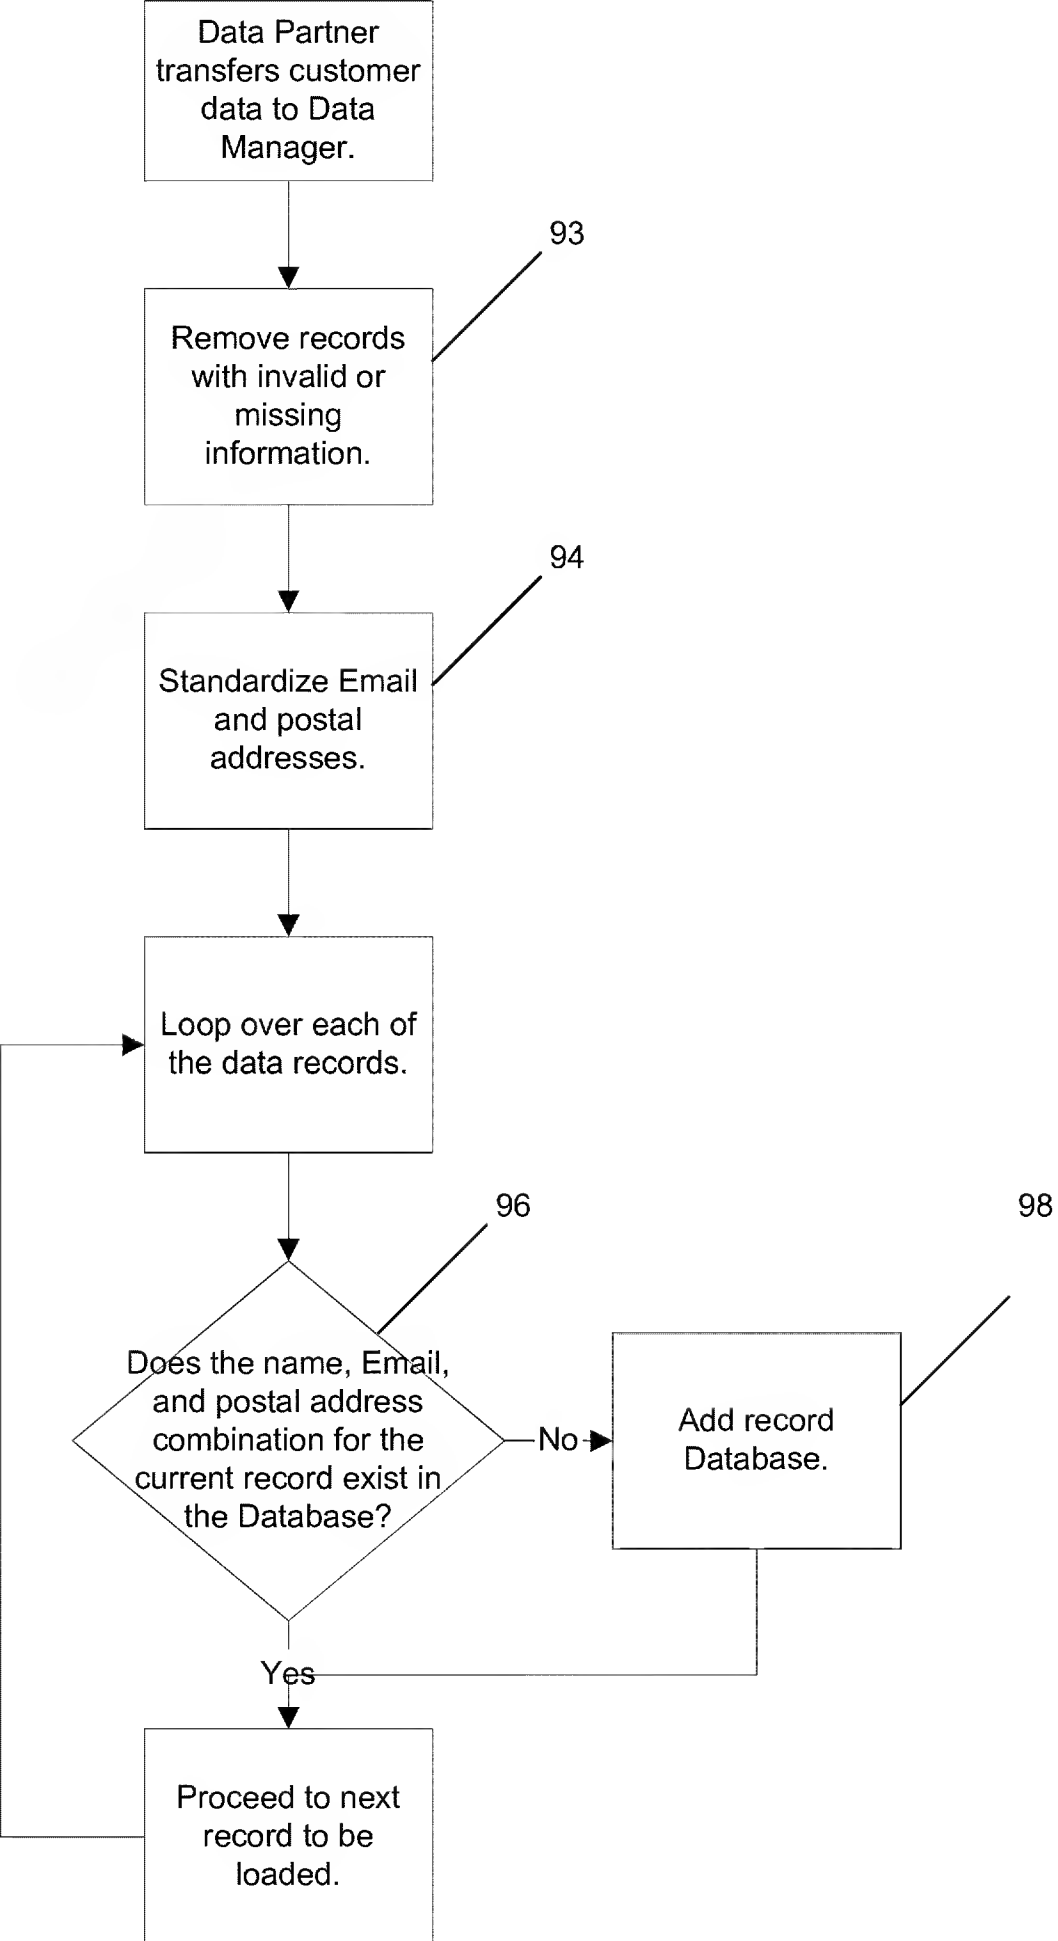 Data Partner
transfers customer
data to Data
Manager.
93
Remove records
with invalid or
missing
information.
94
Standardize Email
and postal
addresses.
Loop over each of
the data records.
96
98
Does the name, Email,
and postal address
combination for the
current record exist in
the Database?
No
Add record
Database.
Yes
Proceed to next
record to be
loaded.